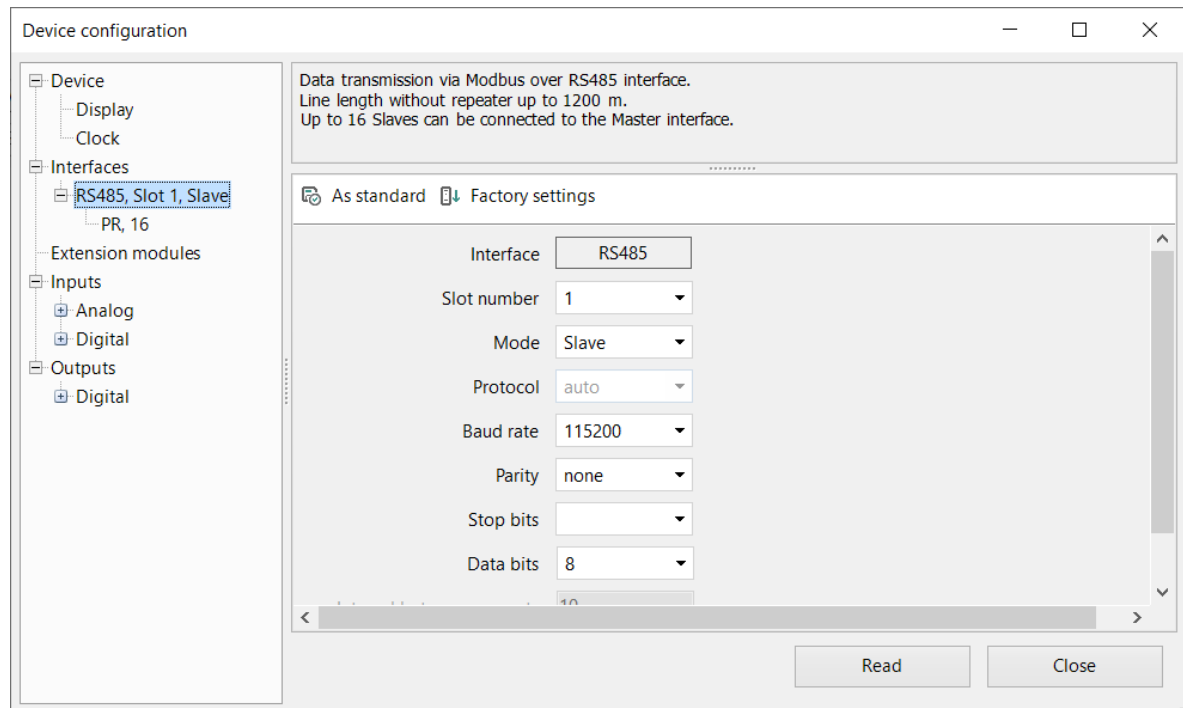 Device configuration
Device
Display
Clock
Interfaces
RS485, Slot 1, Slave
PR, 16
Extension modules
Inputs
Analog
Digital
Outputs
Digital
Data transmission via Modbus over RS485 interface.
Line length without repeater up to 1200 m.
Up to 16 Slaves can be connected to the Master interface.
As standard Factory settings
Interface RS485
Slot number 1
Mode Slave
Protocol auto
Baud rate 115200
Parity none
Stop bits
Data bits 8
10
Read Close